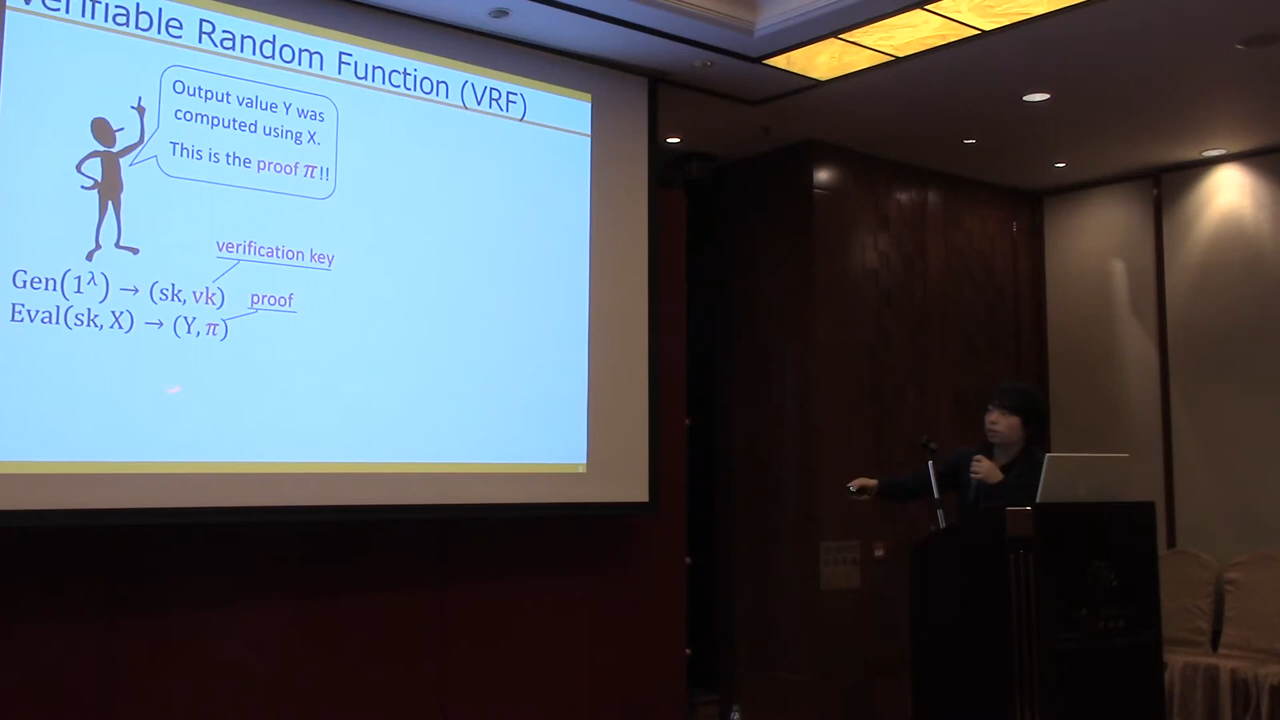 erifiable Random Function (VRF)
Output value Y was
computed using X.
This is the proof π!!
verification key
Gen(1^λ) → (sk, vk)
proof
Eval(sk, X) → (Y, π)